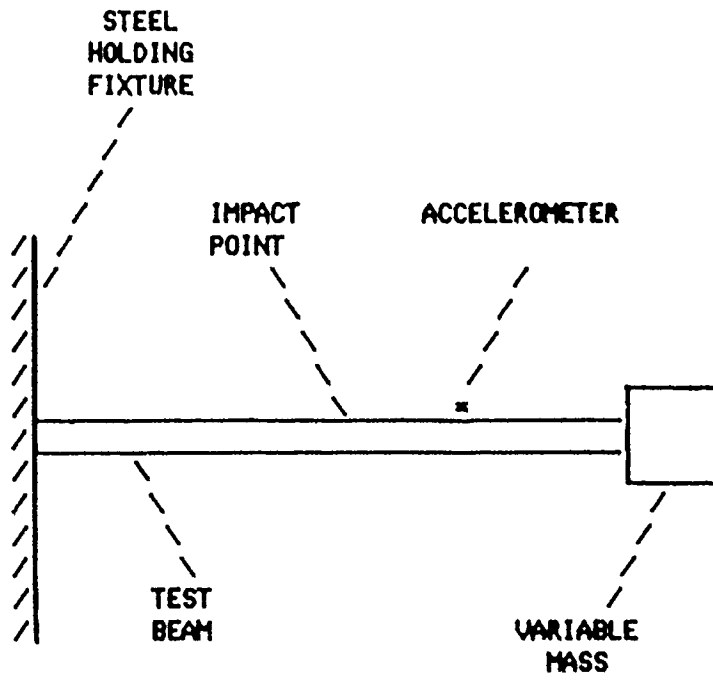 STEEL
HOLDING
FIXTURE
IMPACT
POINT
ACCELEROMETER
TEST
BEAM
VARIABLE
MASS